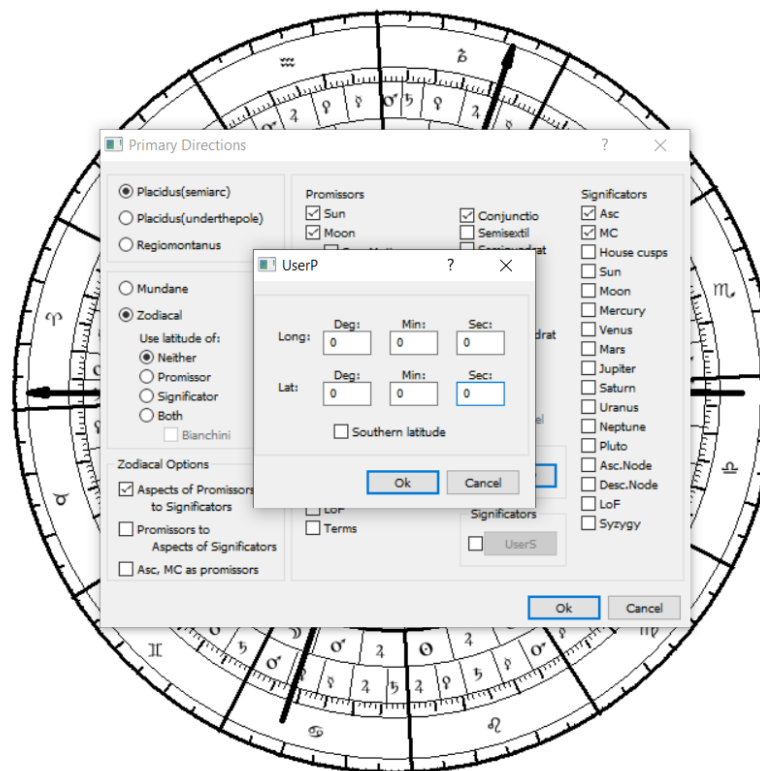 Primary Directions
?
Placidus(semiarc)
Placidus(underthepole)
Regiomontanus
Mundane
Zodiacal
Use latitude of:
Neither
Promissor
Significator
Both
Bianchini
Zodiacal Options
Aspects of Promissors
to Significators
Promissors to
Aspects of Significators
Asc, MC as promissors
Promissors
Sun
Moon
LoF
Terms
Conjunctio
Semisextil
Semiquadrat
Significators
UserS
Significators
Asc
MC
House cusps
Sun
Moon
Mercury
Venus
Mars
Jupiter
Saturn
Uranus
Neptune
Pluto
Asc.Node
Desc.Node
LoF
Syzygy
Ok
Cancel
UserP
?
Deg: Min: Sec:
Long: 0 0 0
Deg: Min: Sec:
Lat: 0 0 0
Southern latitude
Ok
Cancel